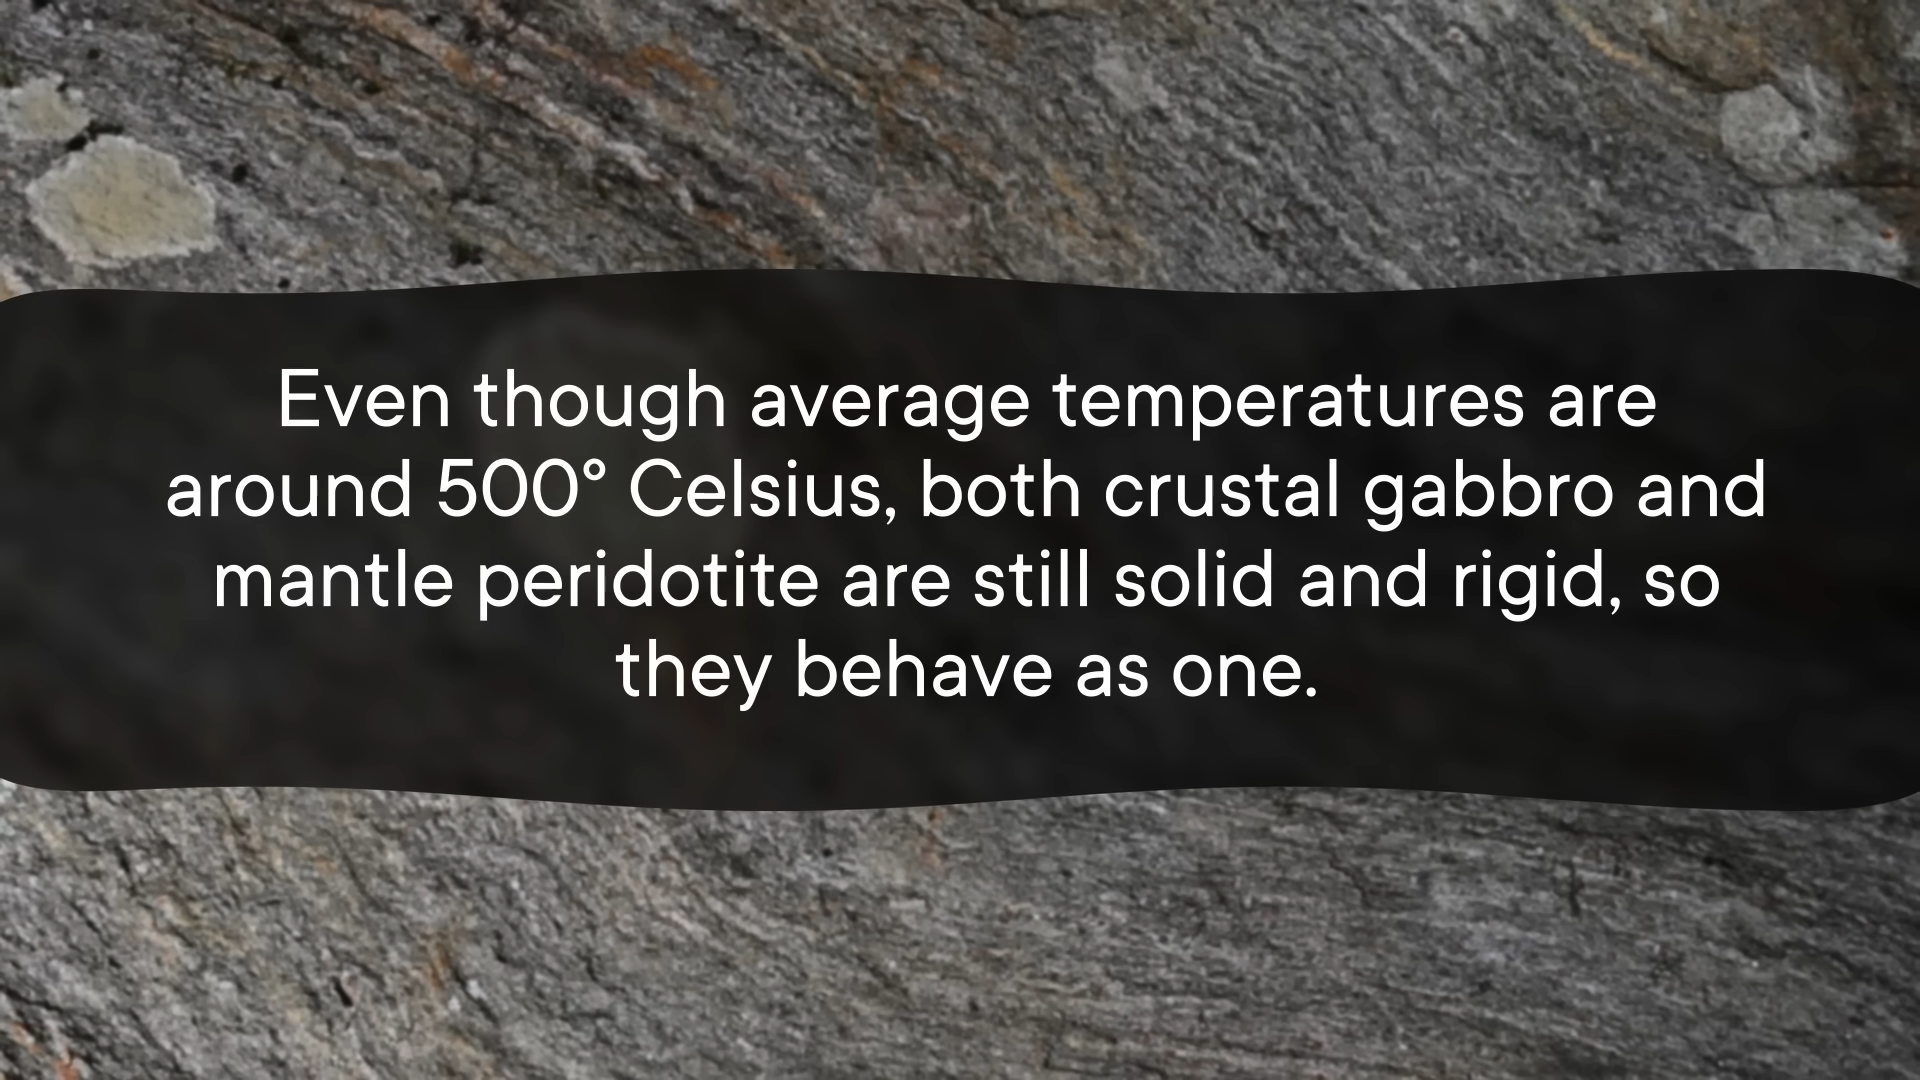 Even though average temperatures are
around 500° Celsius, both crustal gabbro and
mantle peridotite are still solid and rigid, so
they behave as one.